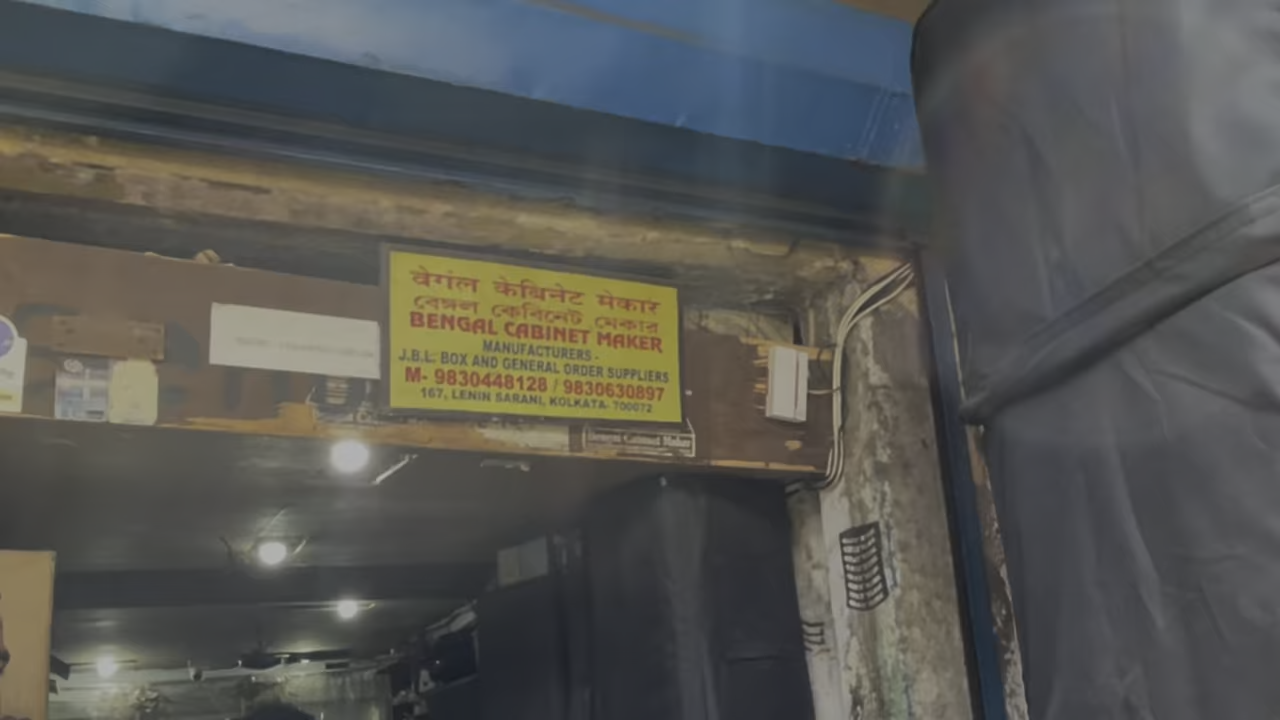 वेगंल केबिनेट मेकार
বেঙ্গল কেবিনেট মেকার
BENGAL CABINET MAKER
MANUFACTURERS -
J.B.L. BOX AND GENERAL ORDER SUPPLIERS
M- 9830448128 / 9830630897
167, LENIN SARANI, KOLKATA- 700072
Bengal Cabinet Maker